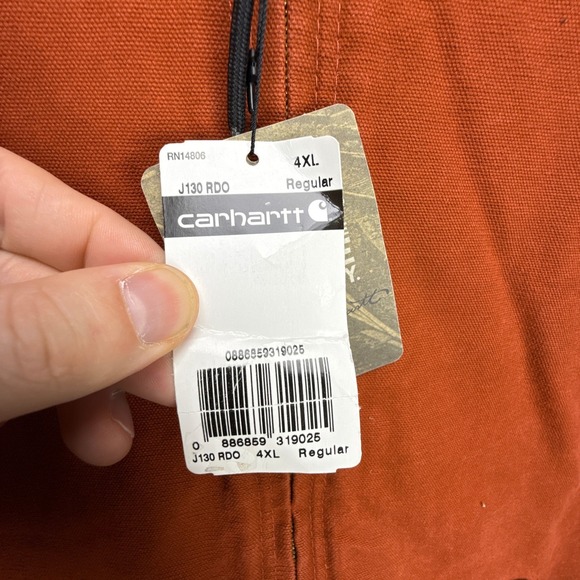 RN14806
4XL
J130 RDO Regular
carhartt
E
Y.
0886859319025
0 886859 319025
J130 RDO 4XL Regular